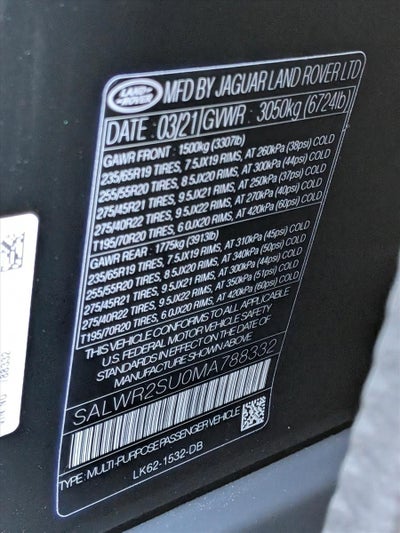 LAND ROVER MFD BY JAGUAR LAND ROVER LTD
DATE : 03/21 GVWR : 3050kg (6724lb)
GAWR FRONT : 1500kg (3307lb)
235/65R19 TIRES, 7.5JX19 RIMS, AT 260kPa (38psi) COLD
255/55R20 TIRES, 8.5JX20 RIMS, AT 300kPa (44psi) COLD
275/45R21 TIRES, 9.5JX21 RIMS, AT 250kPa (37psi) COLD
275/40R22 TIRES, 9.5JX22 RIMS, AT 270kPa (40psi) COLD
T195/70R20 TIRES, 6.0JX20 RIMS, AT 420kPa (60psi) COLD
GAWR REAR: 1775kg (3913lb)
235/65R19 TIRES, 7.5JX19 RIMS, AT 310kPa (45psi) COLD
255/55R20 TIRES, 8.5JX20 RIMS, AT 340kPa (50psi) COLD
275/45R21 TIRES, 9.5JX21 RIMS, AT 300kPa (44psi) COLD
275/40R22 TIRES, 9.5JX22 RIMS, AT 350kPa (51psi) COLD
T195/70R20 TIRES, 6.0JX20 RIMS, AT 420kPa (60psi) COLD
THIS VEHICLE CONFORMS TO ALL APPLICABLE
U.S. FEDERAL MOTOR VEHICLE SAFETY
STANDARDS IN EFFECT ON THE DATE OF
MANUFACTURE SHOWN ABOVE
SALWR2SU0MA788332
TYPE: MULTI-PURPOSE PASSENGER VEHICLE
LK62-1532-DB
788332